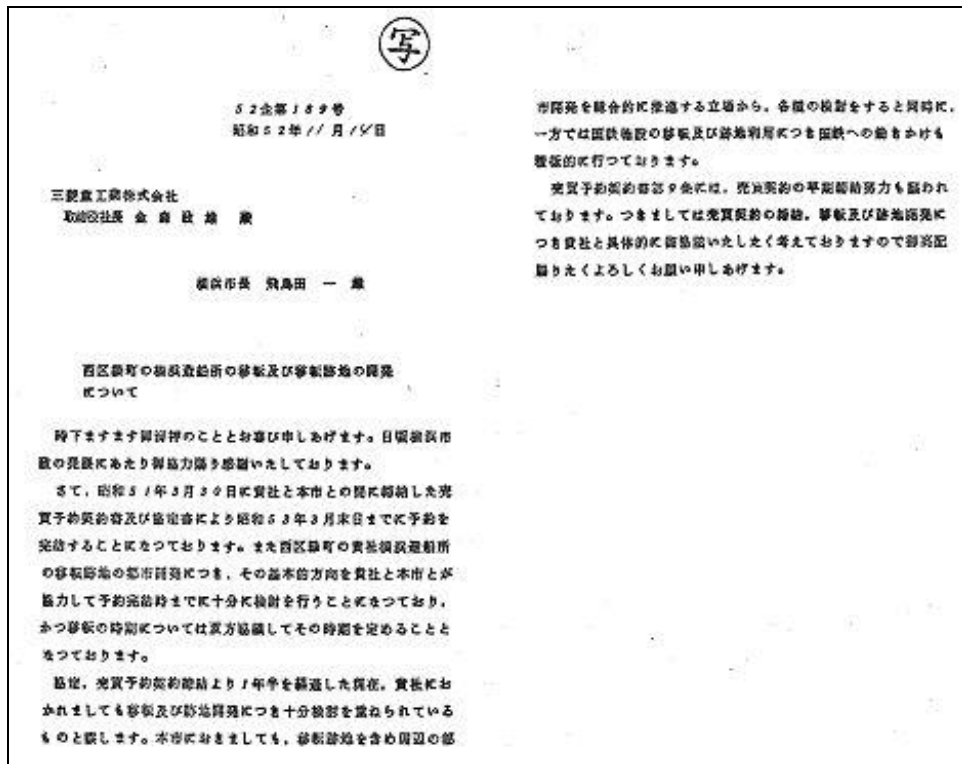 写
52企第189号
昭和52年11月14日
三菱重工業株式会社
取締役社長 金森政雄 殿
横浜市長 飛鳥田一雄
西区緑町の横浜造船所の移転及び移転跡地の開発
について
時下ますます御清祥のこととお喜び申しあげます。日頃横浜市
政の発展にあたり御協力賜り感謝いたしております。
さて、昭和51年3月30日に貴社と本市との間に締結した売
買予約契約書及び協定書により昭和53年3月末日までに予約を
完結することになつております。また西区緑町の貴社横浜造船所
の移転跡地の都市開発につき、その基本的方向を貴社と本市とが
協力して予約完結時までに十分に検討を行うことになつており、
かつ移転の時期については双方協議してその時期を定めることと
なつております。
協定、売買予約契約締結より1年半を経過した現在、貴社にお
かれましても移転及び跡地開発につき十分検討を重ねられている
ものと察します。本市におきましても、移転跡地を含め周辺の都
市開発を総合的に推進する立場から、各種の検討をすると同時に、
一方では国鉄施設の移転及び跡地利用につき国鉄への働きかけも
積極的に行つております。
売買予約契約書第9条には、売買契約の早期締結努力も謳われ
ております。つきましては売買契約の締結、移転及び跡地開発に
つき貴社と具体的に御協議いたしたく考えておりますので御高配
賜りたくよろしくお願い申しあげます。